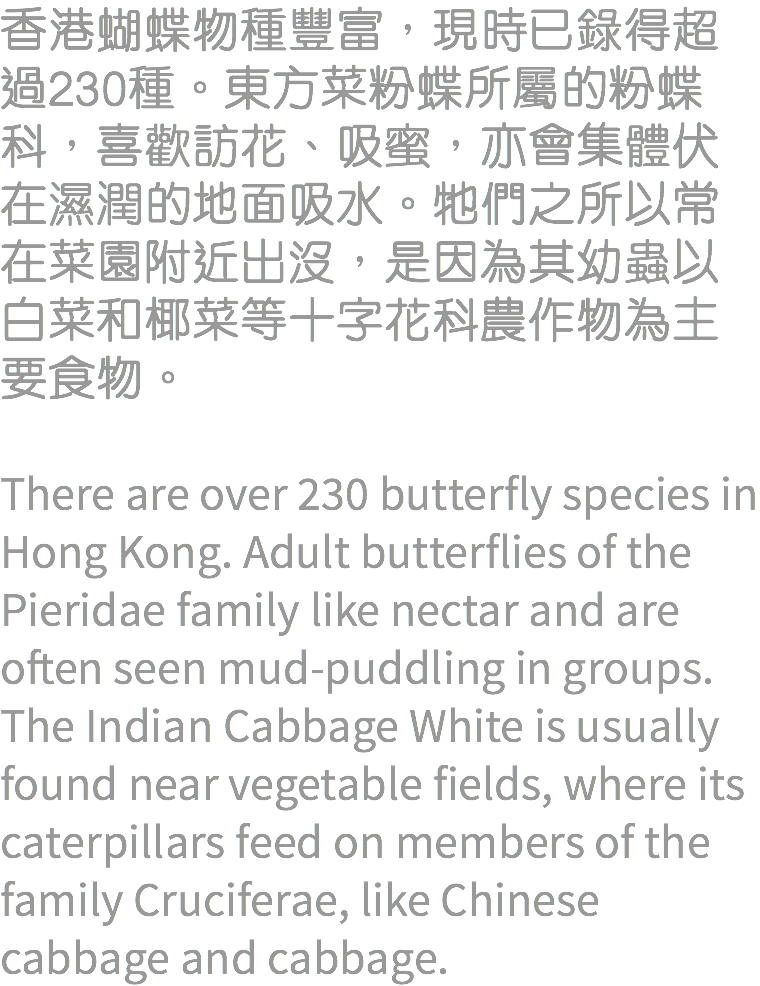 香港蝴蝶物種豐富，現時已錄得超
過230種。東方菜粉蝶所屬的粉蝶
科，喜歡訪花、吸蜜，亦會集體伏
在濕潤的地面吸水。牠們之所以常
在菜園附近出沒，是因為其幼蟲以
白菜和椰菜等十字花科農作物為主
要食物。
There are over 230 butterfly species in
Hong Kong. Adult butterflies of the
Pieridae family like nectar and are
often seen mud-puddling in groups.
The Indian Cabbage White is usually
found near vegetable fields, where its
caterpillars feed on members of the
family Cruciferae, like Chinese
cabbage and cabbage.